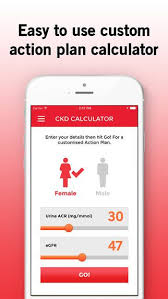 Easy to use custom
action plan calculator
CKD CALCULATOR
Enter your details then hit Go! For a
customised Action Plan.
Female
Male
Urine ACR (mg/mmol)
30
eGFR
47
GO!